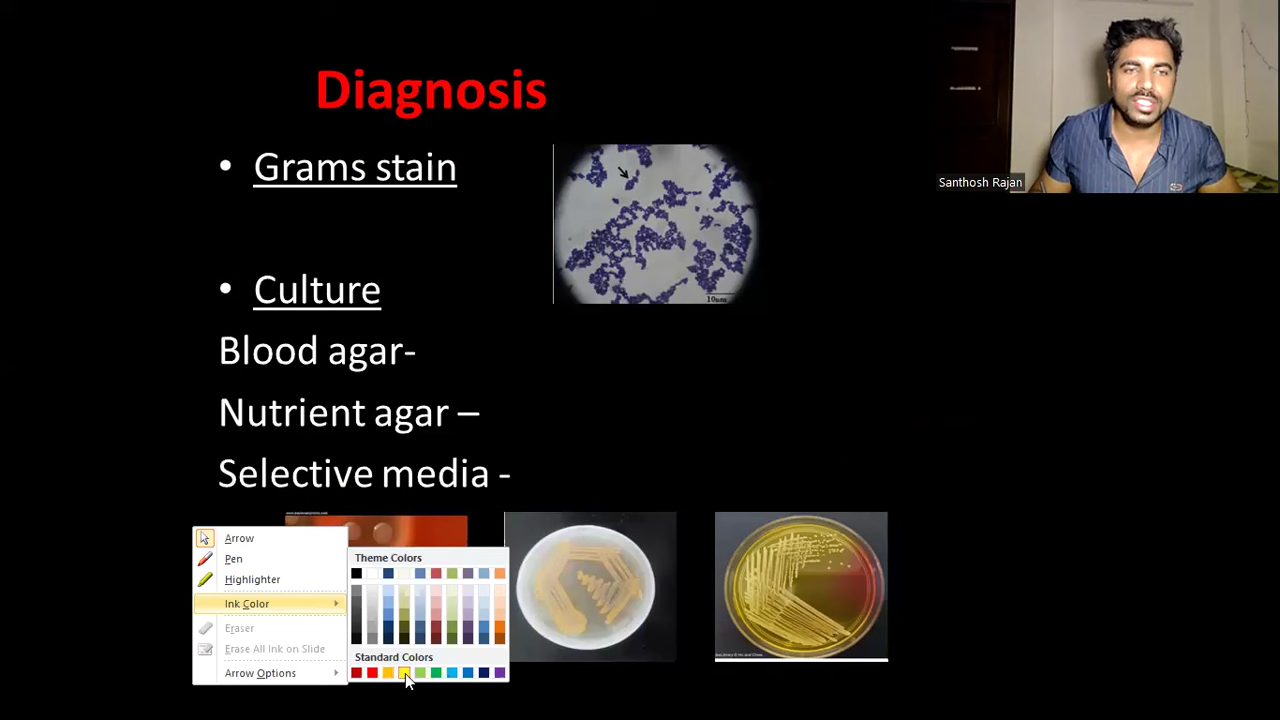 Diagnosis
• Grams stain
10um
• Culture
Blood agar-
Nutrient agar –
Selective media -
Santhosh Rajan
Arrow
Pen
Highlighter
Ink Color
Eraser
Erase All Ink on Slide
Arrow Options
Theme Colors
Standard Colors